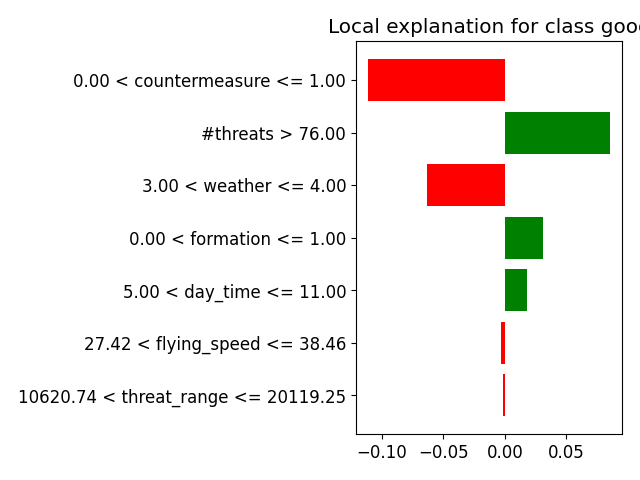 Local explanation for class goo
0.00 < countermeasure <= 1.00
#threats > 76.00
3.00 < weather <= 4.00
0.00 < formation <= 1.00
5.00 < day_time <= 11.00
27.42 < flying_speed <= 38.46
10620.74 < threat_range <= 20119.25
−0.10 −0.05 0.00 0.05